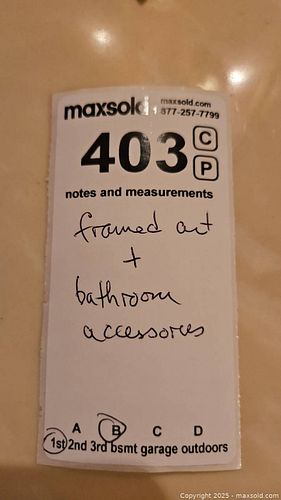 maxsold maxsold.com
1-877-257-7799
403 C
P
notes and measurements
framed art
+
bathroom
accessories
A B C D
1st 2nd 3rd bsmt garage outdoors
Copyright 2025 - maxsold.com